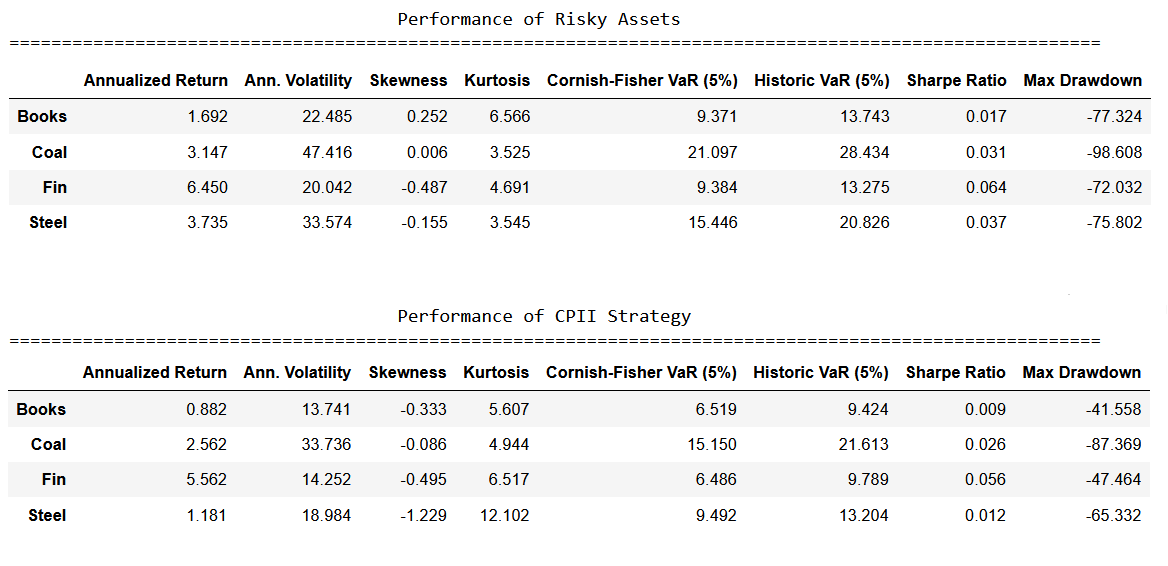 Performance of Risky Assets
========================================================================================================
Annualized Return Ann. Volatility Skewness Kurtosis Cornish-Fisher VaR (5%) Historic VaR (5%) Sharpe Ratio Max Drawdown
Books 1.692 22.485 0.252 6.566 9.371 13.743 0.017 -77.324
Coal 3.147 47.416 0.006 3.525 21.097 28.434 0.031 -98.608
Fin 6.450 20.042 -0.487 4.691 9.384 13.275 0.064 -72.032
Steel 3.735 33.574 -0.155 3.545 15.446 20.826 0.037 -75.802
Performance of CPII Strategy
========================================================================================================
Annualized Return Ann. Volatility Skewness Kurtosis Cornish-Fisher VaR (5%) Historic VaR (5%) Sharpe Ratio Max Drawdown
Books 0.882 13.741 -0.333 5.607 6.519 9.424 0.009 -41.558
Coal 2.562 33.736 -0.086 4.944 15.150 21.613 0.026 -87.369
Fin 5.562 14.252 -0.495 6.517 6.486 9.789 0.056 -47.464
Steel 1.181 18.984 -1.229 12.102 9.492 13.204 0.012 -65.332